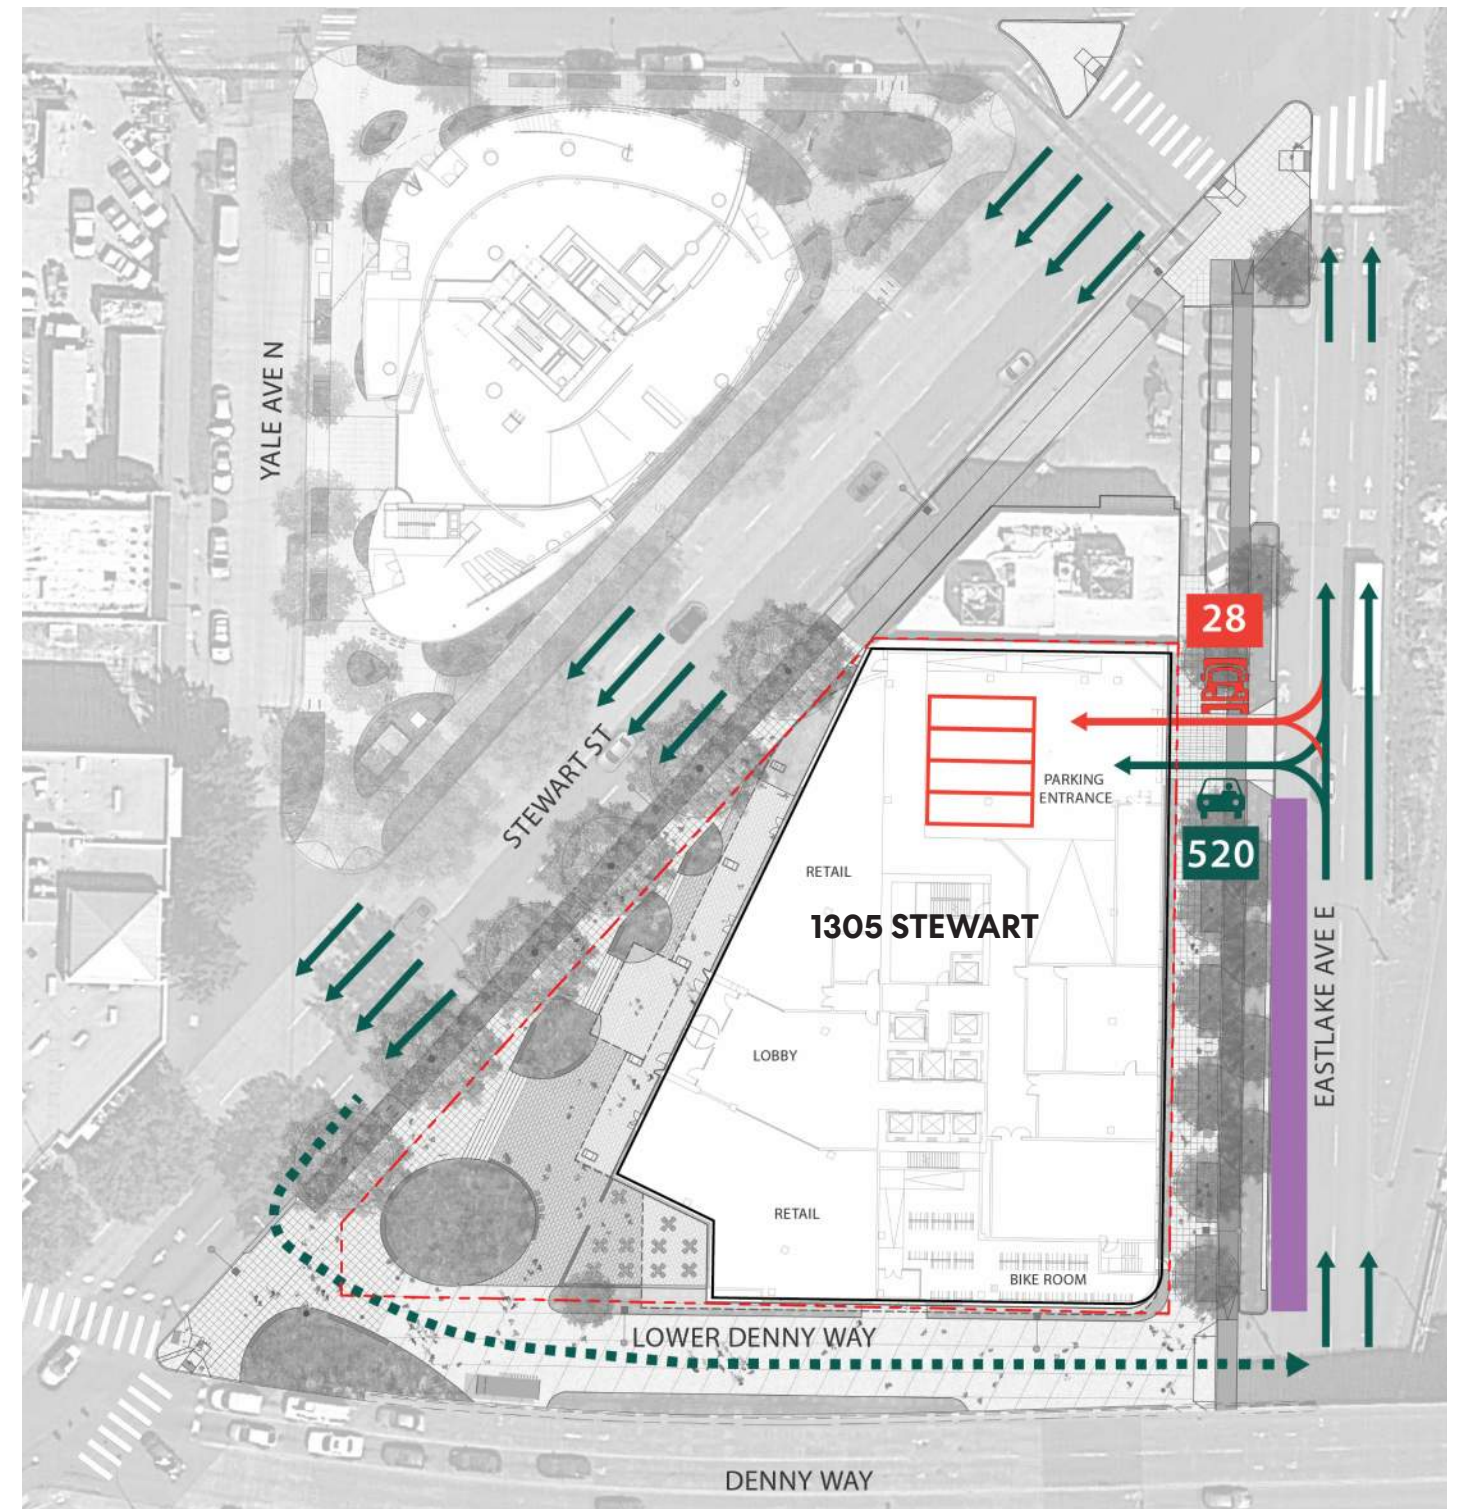 YALE AVE N
28
STEWART ST
PARKING
ENTRANCE
520
RETAIL
1305 STEWART
EASTLAKE AVE E
LOBBY
RETAIL
BIKE ROOM
LOWER DENNY WAY
DENNY WAY